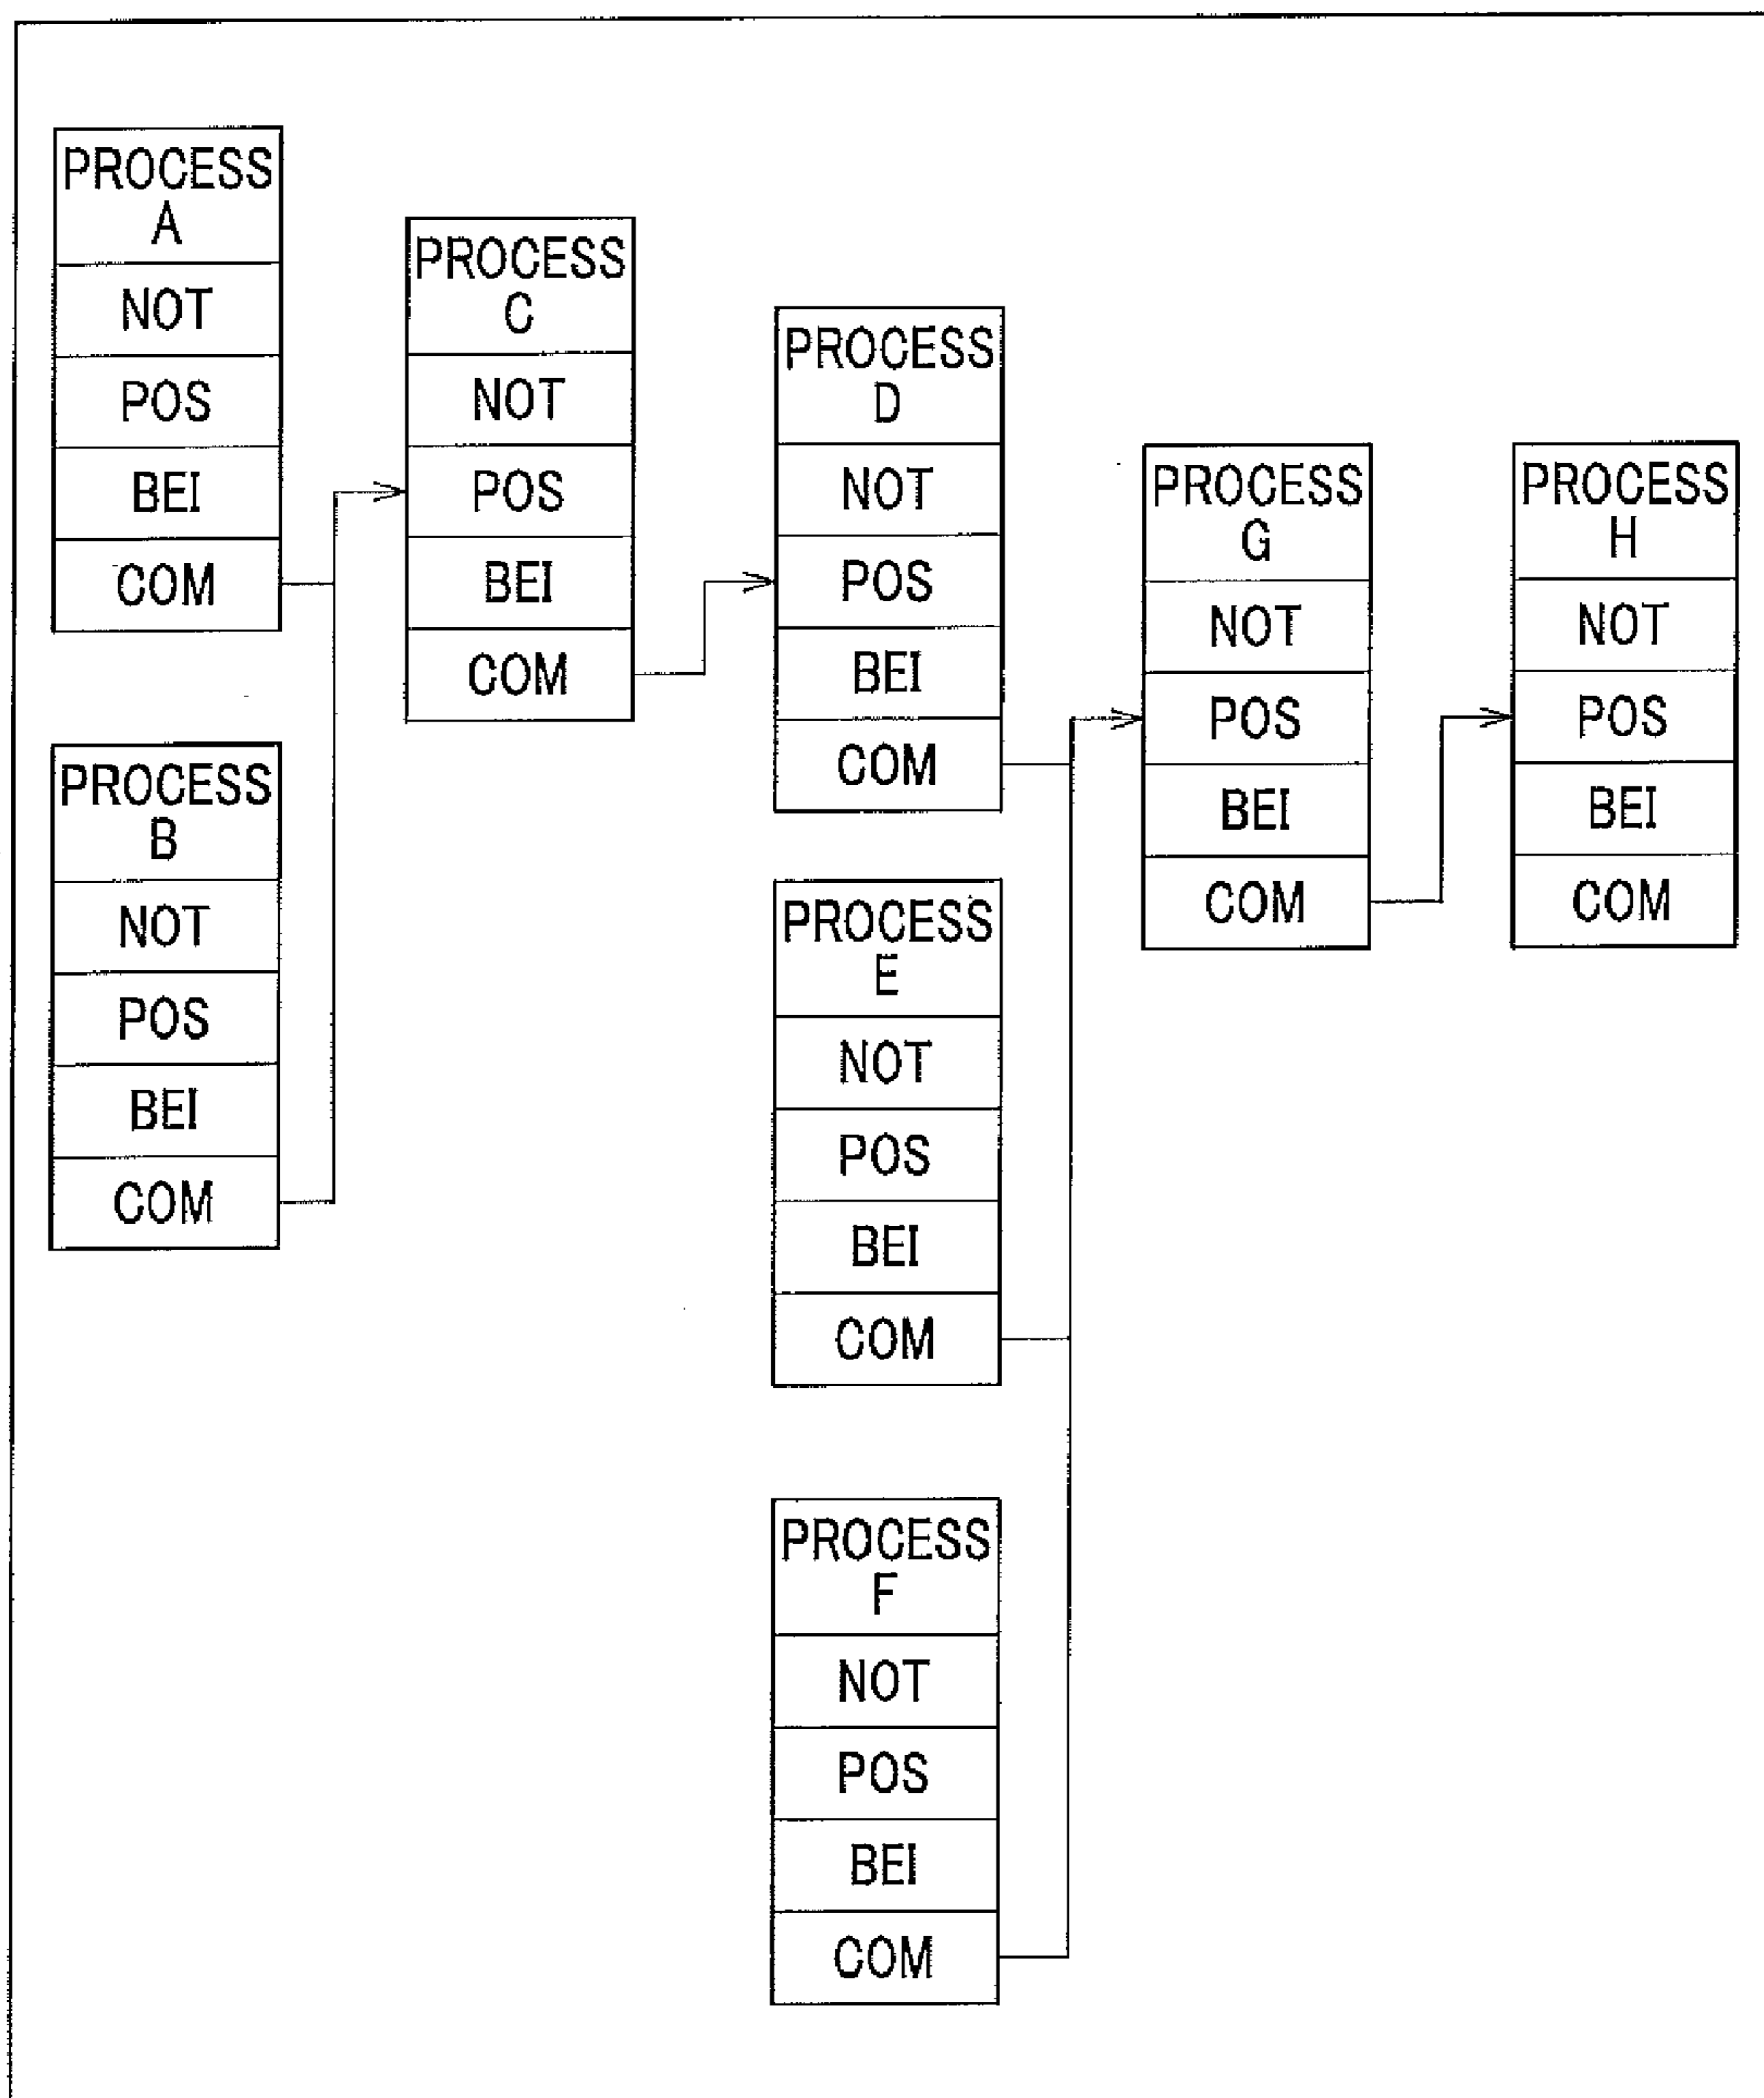 PROCESS
A
NOT
POS
BEI
COM
PROCESS
B
NOT
POS
BEI
COM
PROCESS
C
NOT
POS
BEI
COM
PROCESS
D
NOT
POS
BEI
COM
PROCESS
E
NOT
POS
BEI
COM
PROCESS
F
NOT
POS
BEI
COM
PROCESS
G
NOT
POS
BEI
COM
PROCESS
H
NOT
POS
BEI
COM